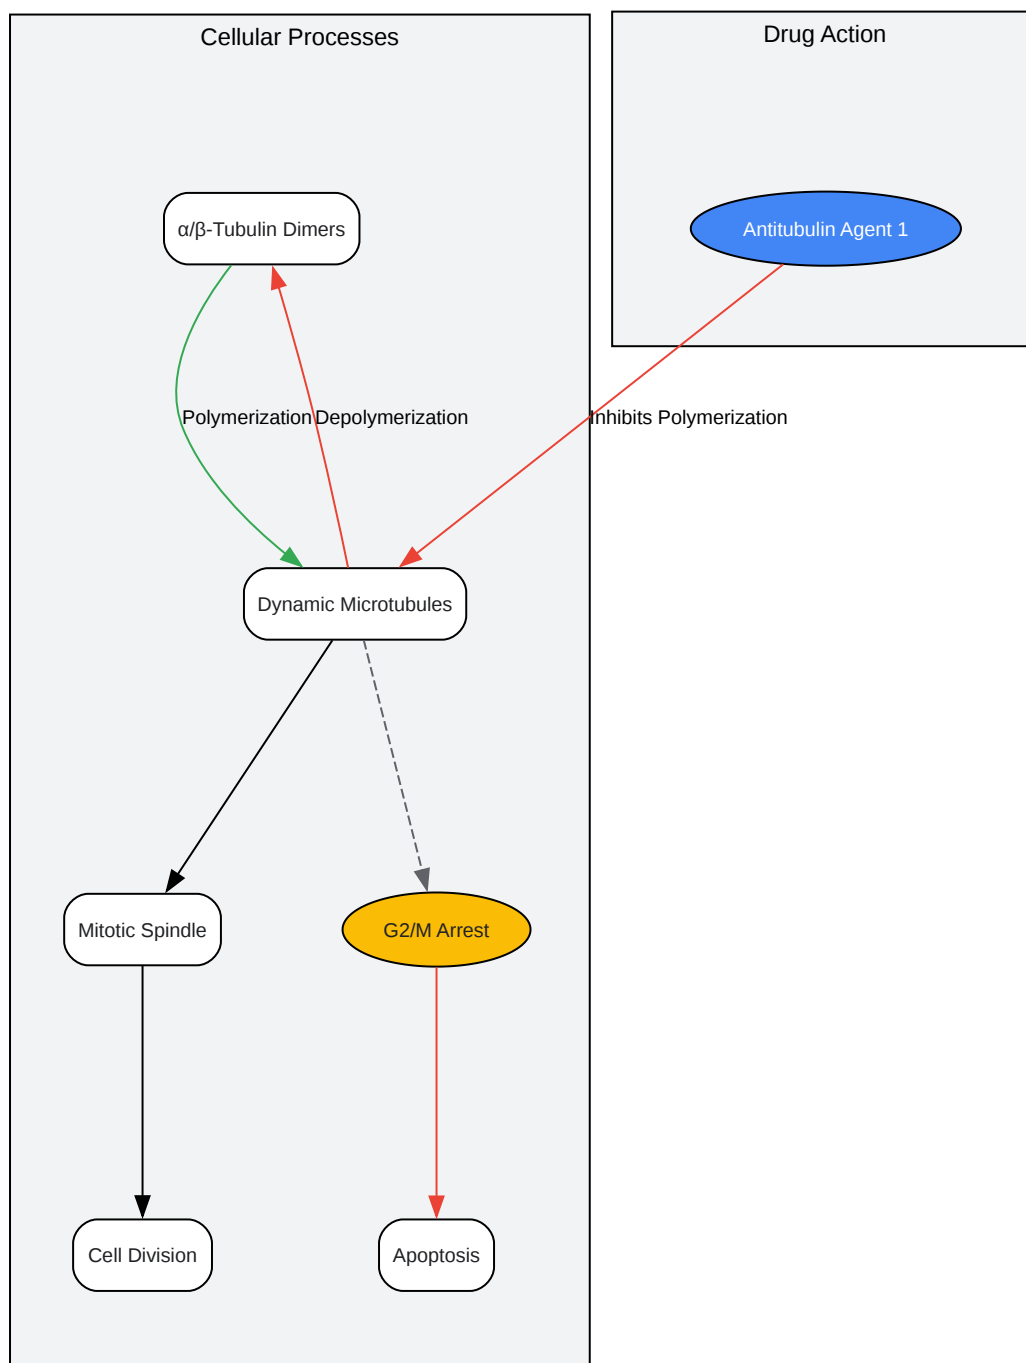 Cellular Processes
Drug Action
α/β-Tubulin Dimers
Antitubulin Agent 1
Polymerization
Depolymerization
Inhibits Polymerization
Dynamic Microtubules
Mitotic Spindle
G2/M Arrest
Cell Division
Apoptosis